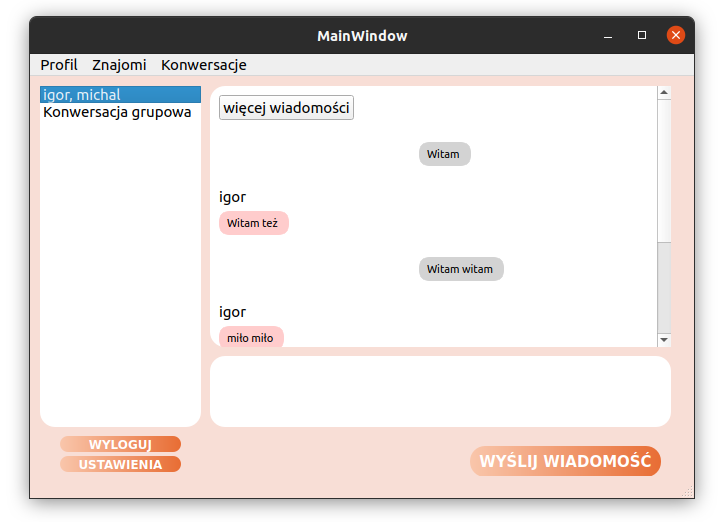 MainWindow
Profil Znajomi Konwersacje
igor, michal
Konwersacja grupowa
więcej wiadomości
Witam
igor
Witam też
Witam witam
igor
miło miło
WYLOGUJ
USTAWIENIA
WYŚLIJ WIADOMOŚĆ